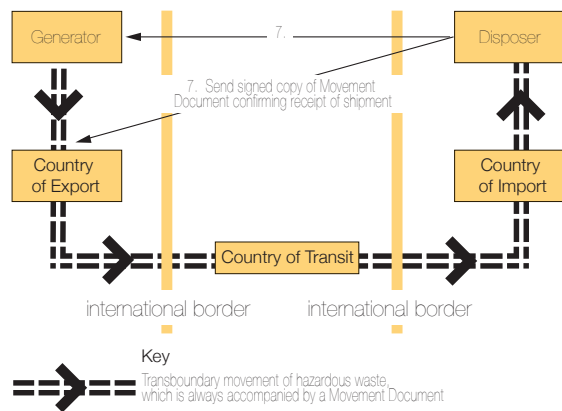 Generator
7.
Disposer
7. Send signed copy of Movement
Document confirming receipt of shipment
Country
of Export
Country
of Import
Country of Transit
international border
international border
Key
Transboundary movement of hazardous waste,
which is always accompanied by a Movement Document